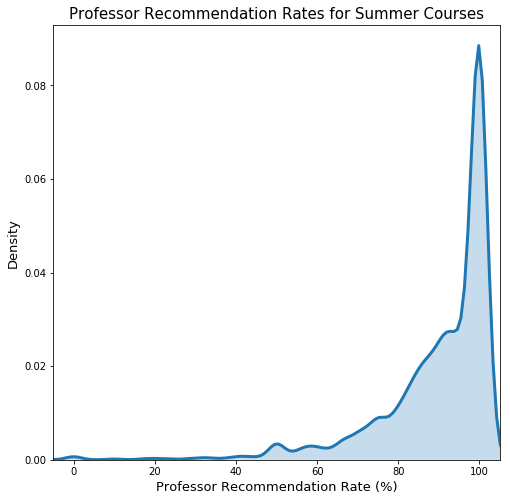 Professor Recommendation Rates for Summer Courses
0.08
0.06
0.04
0.02
0.00
Density
0 20 40 60 80 100
Professor Recommendation Rate (%)